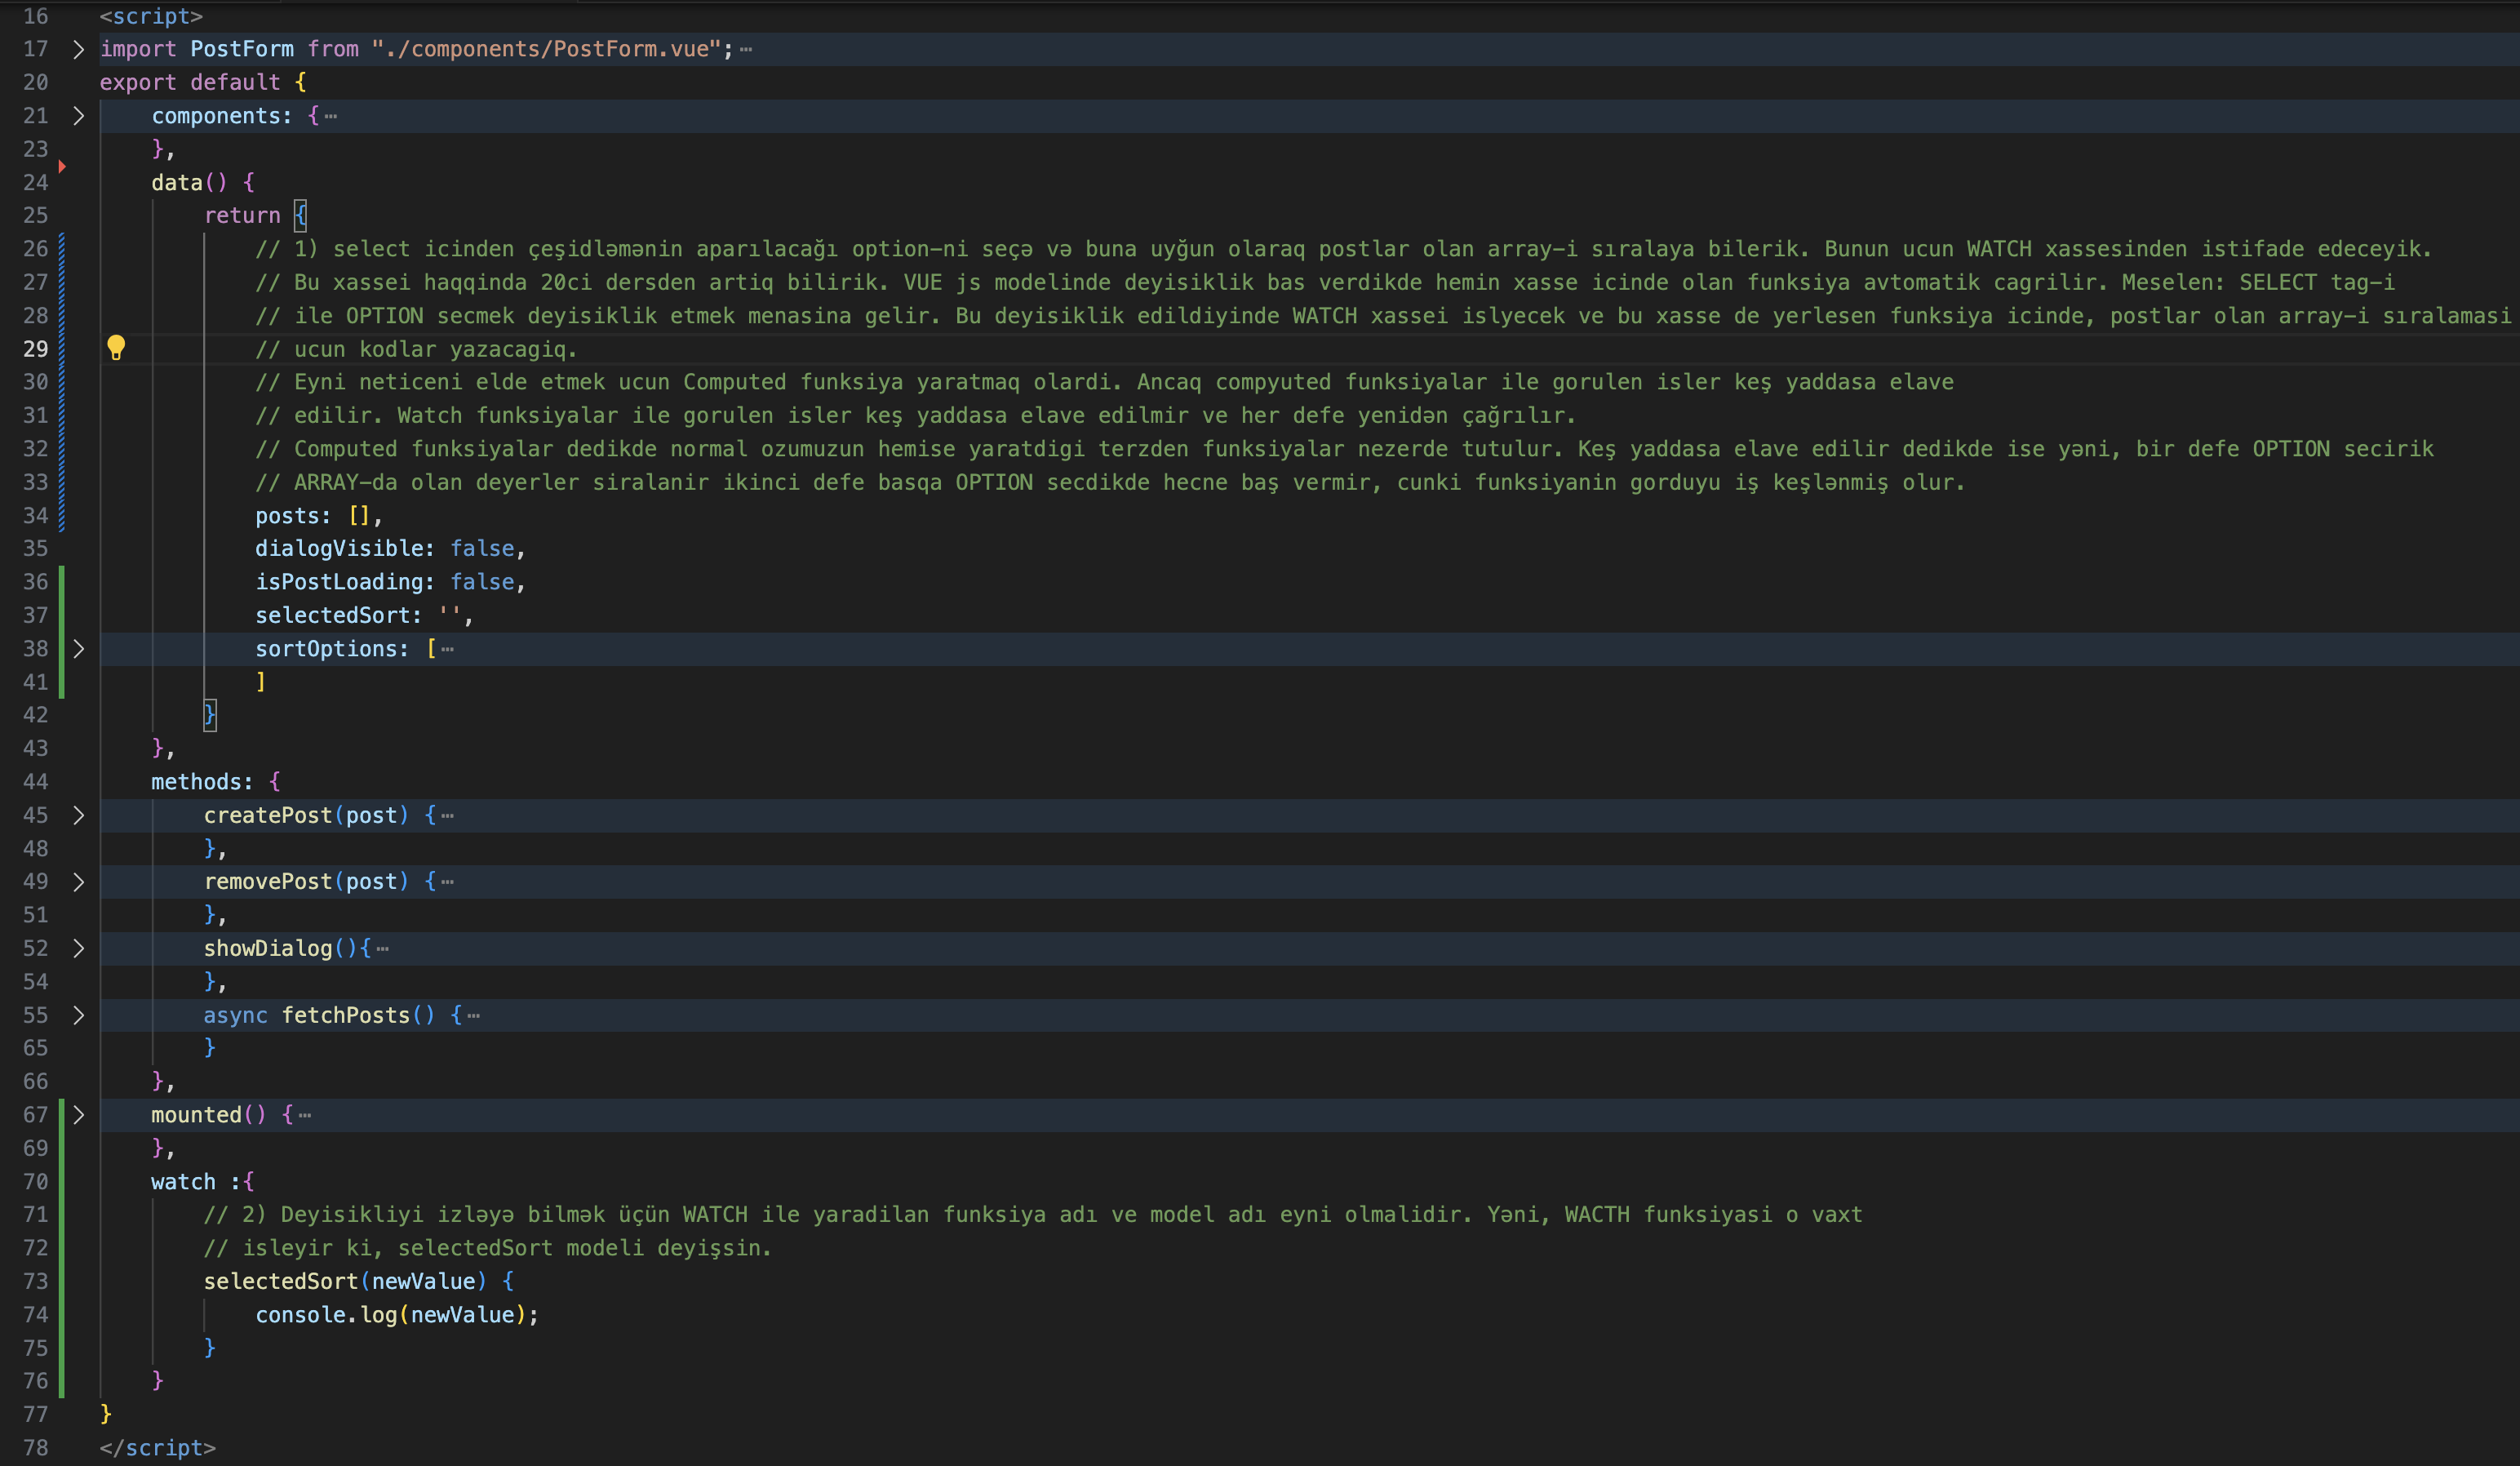 16 <script>
17 import PostForm from "./components/PostForm.vue";…
20 export default {
21 components: {…
23 },
24 data() {
25 return {
26 // 1) select icinden çeşidləmənin aparılacağı option-ni seçə və buna uyğun olaraq postlar olan array-i sıralaya bilerik. Bunun ucun WATCH xassesinden istifade edeceyik.
27 // Bu xassei haqqinda 20ci dersden artiq bilirik. VUE js modelinde deyisiklik bas verdikde hemin xasse icinde olan funksiya avtomatik cagrilir. Meselen: SELECT tag-i
28 // ile OPTION secmek deyisiklik etmek menasina gelir. Bu deyisiklik edildiyinde WATCH xassei islyecek ve bu xasse de yerlesen funksiya icinde, postlar olan array-i sıralamasi
29 // ucun kodlar yazacagiq.
30 // Eyni neticeni elde etmek ucun Computed funksiya yaratmaq olardi. Ancaq compyuted funksiyalar ile gorulen isler keş yaddasa elave
31 // edilir. Watch funksiyalar ile gorulen isler keş yaddasa elave edilmir ve her defe yenidən çağrılır.
32 // Computed funksiyalar dedikde normal ozumuzun hemise yaratdigi terzden funksiyalar nezerde tutulur. Keş yaddasa elave edilir dedikde ise yəni, bir defe OPTION secirik
33 // ARRAY-da olan deyerler siralanir ikinci defe basqa OPTION secdikde hecne baş vermir, cunki funksiyanin gorduyu iş keşlənmiş olur.
34 posts: [],
35 dialogVisible: false,
36 isPostLoading: false,
37 selectedSort: '',
38 sortOptions: […
41 ]
42 }
43 },
44 methods: {
45 createPost(post) {…
48 },
49 removePost(post) {…
51 },
52 showDialog(){…
54 },
55 async fetchPosts() {…
65 }
66 },
67 mounted() {…
69 },
70 watch :{
71 // 2) Deyisikliyi izləyə bilmək üçün WATCH ile yaradilan funksiya adı ve model adı eyni olmalidir. Yəni, WACTH funksiyasi o vaxt
72 // isleyir ki, selectedSort modeli deyişsin.
73 selectedSort(newValue) {
74 console.log(newValue);
75 }
76 }
77 }
78 </script>